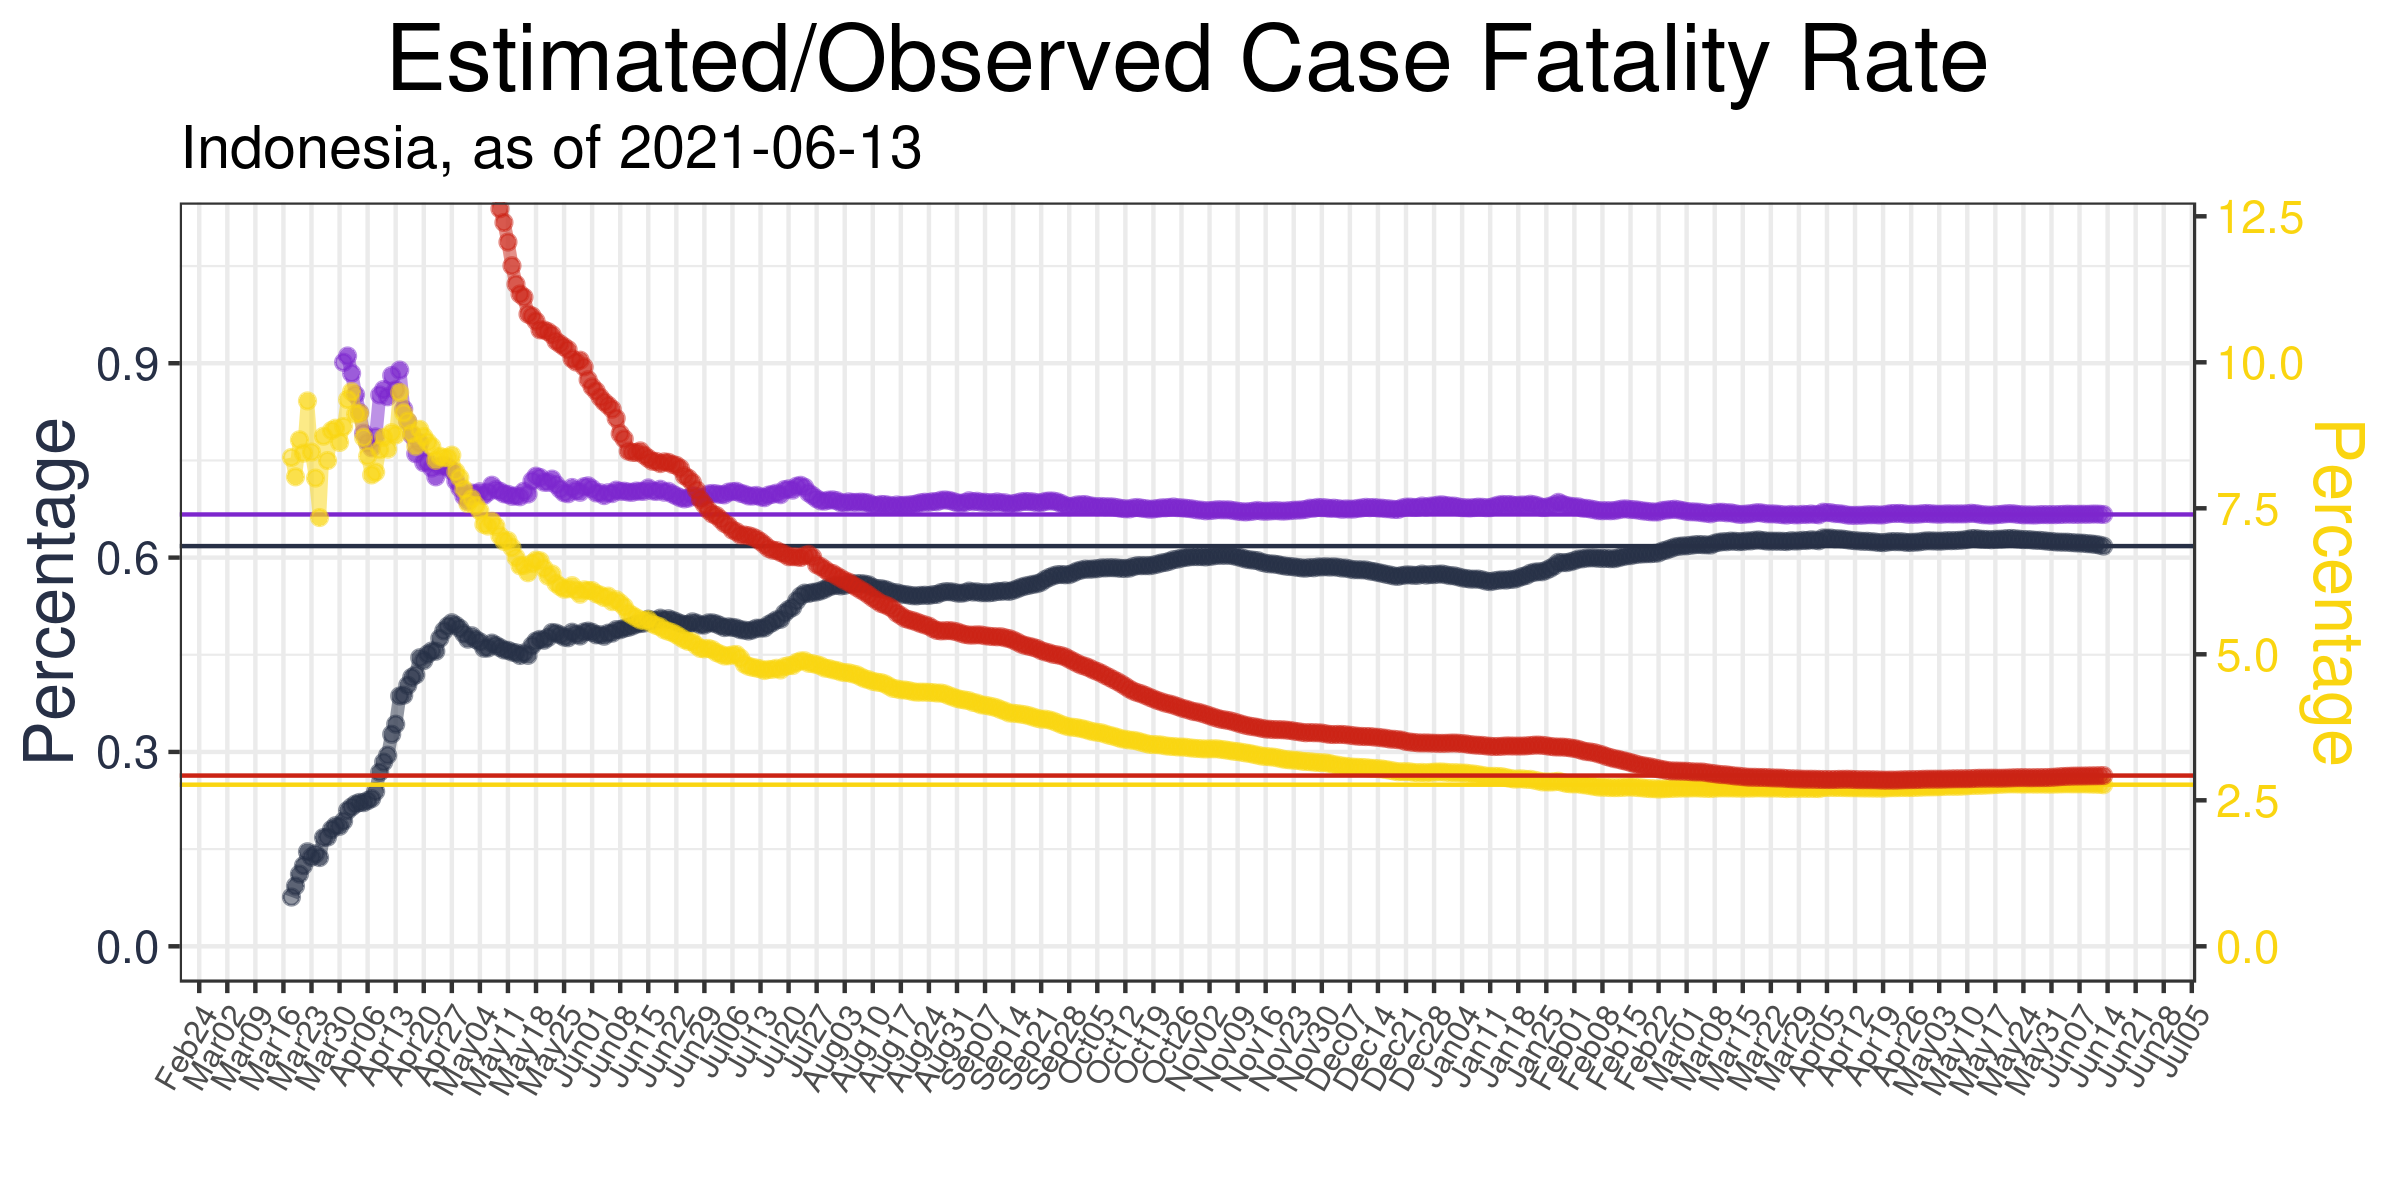 Estimated/Observed Case Fatality Rate
Indonesia, as of 2021-06-13
Percentage
0.9
0.6
0.3
0.0
12.5
10.0
7.5
5.0
2.5
0.0
Percentage
Feb24
Mar02
Mar09
Mar16
Mar23
Mar30
Apr06
Apr13
Apr20
Apr27
May04
May11
May18
May25
Jun01
Jun08
Jun15
Jun22
Jun29
Jul06
Jul13
Jul20
Jul27
Aug03
Aug10
Aug17
Aug24
Aug31
Sep07
Sep14
Sep21
Sep28
Oct05
Oct12
Oct19
Oct26
Nov02
Nov09
Nov16
Nov23
Nov30
Dec07
Dec14
Dec21
Dec28
Jan04
Jan11
Jan18
Jan25
Feb01
Feb08
Feb15
Feb22
Mar01
Mar08
Mar15
Mar22
Mar29
Apr05
Apr12
Apr19
Apr26
May03
May10
May17
May24
May31
Jun07
Jun14
Jun21
Jun28
Jul05